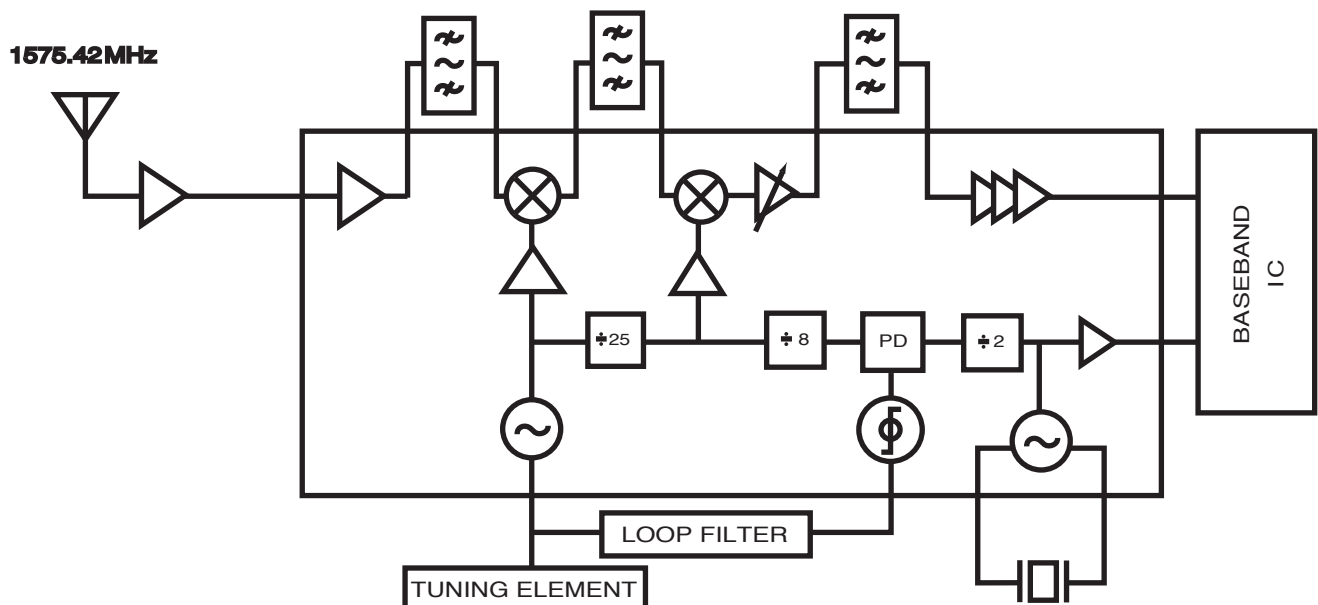 1575.42MHz
÷25
÷8
PD
÷2
BASEBAND
IC
LOOP FILTER
TUNING ELEMENT